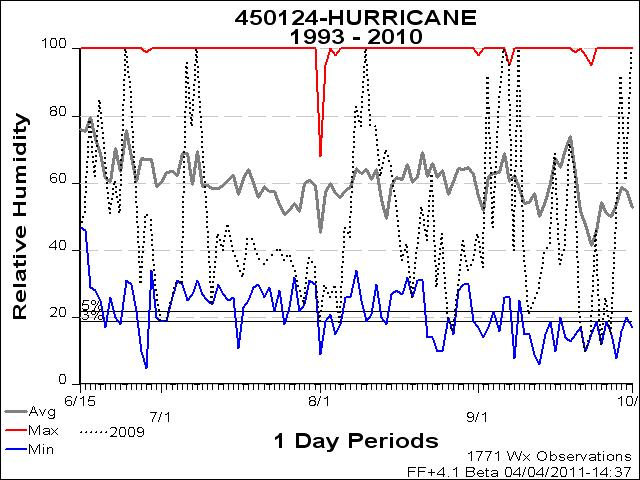 450124-HURRICANE
1993 - 2010
Relative Humidity
100
80
60
40
20
0
5%
3%
6/15
7/1
8/1
9/1
10/
Avg
Max
Min
2009
1 Day Periods
1771 Wx Observations
FF+4.1 Beta 04/04/2011-14:37